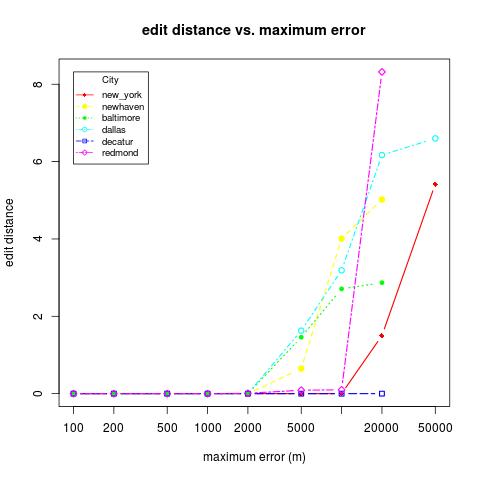 edit distance vs. maximum error
City
new_york
newhaven
baltimore
dallas
decatur
redmond
edit distance
8
6
4
2
0
100 200 500 1000 2000 5000 20000 50000
maximum error (m)